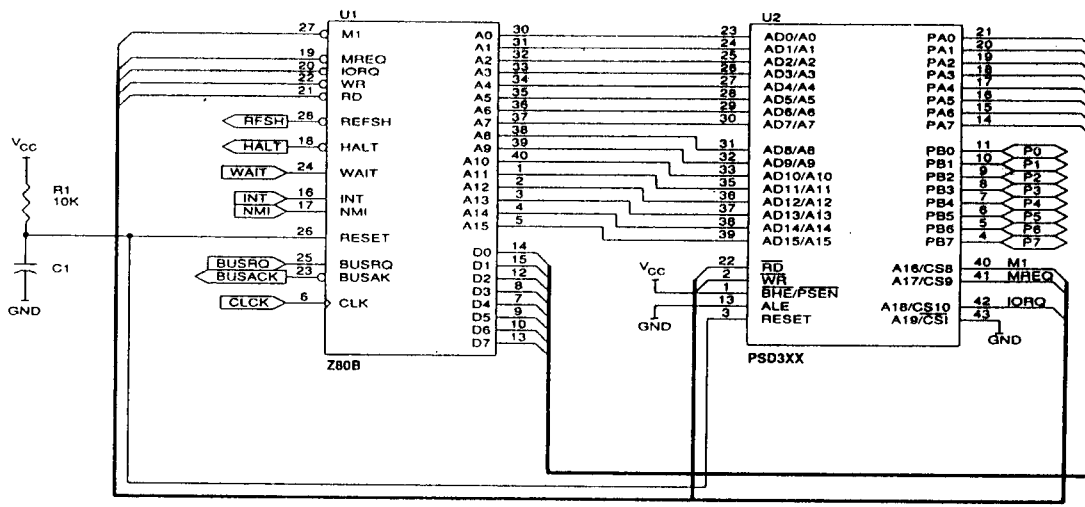 U1
27 M1 A0 30
A1 31
19 MREQ A2 32
20 IORQ A3 33
22 WR A4 34
21 RD A5 35
A6 36
A7 37
RFSH 28 REFSH A8 38
A9 39
HALT 18 HALT A10 40
A11 1
WAIT 24 WAIT A12 2
A13 3
INT 16 INT A14 4
NMI 17 NMI A15 5
26 RESET
D0 14
BUSRQ 25 BUSRQ D1 15
BUSACK 23 BUSAK D2 12
D3 8
CLCK 6 CLK D4 7
D5 9
D6 10
D7 13
Z80B
VCC
R1
10K
C1
GND
U2
23 AD0/A0 PA0 21
24 AD1/A1 PA1 20
25 AD2/A2 PA2 19
26 AD3/A3 PA3 18
27 AD4/A4 PA4 17
28 AD5/A5 PA5 16
29 AD6/A6 PA6 15
30 AD7/A7 PA7 14
31 AD8/A8 PB0 11 P0
32 AD9/A9 PB1 10 P1
33 AD10/A10 PB2 9 P2
35 AD11/A11 PB3 8 P3
36 AD12/A12 PB4 7 P4
37 AD13/A13 PB5 6 P5
38 AD14/A14 PB6 5 P6
39 AD15/A15 PB7 4 P7
22 RD A16/CS8 40 M1
2 WR A17/CS9 41 MREQ
VCC 1 BHE/PSEN
GND 13 ALE A18/CS10 42 IORQ
3 RESET A19/CSI 43 GND
PSD3XX